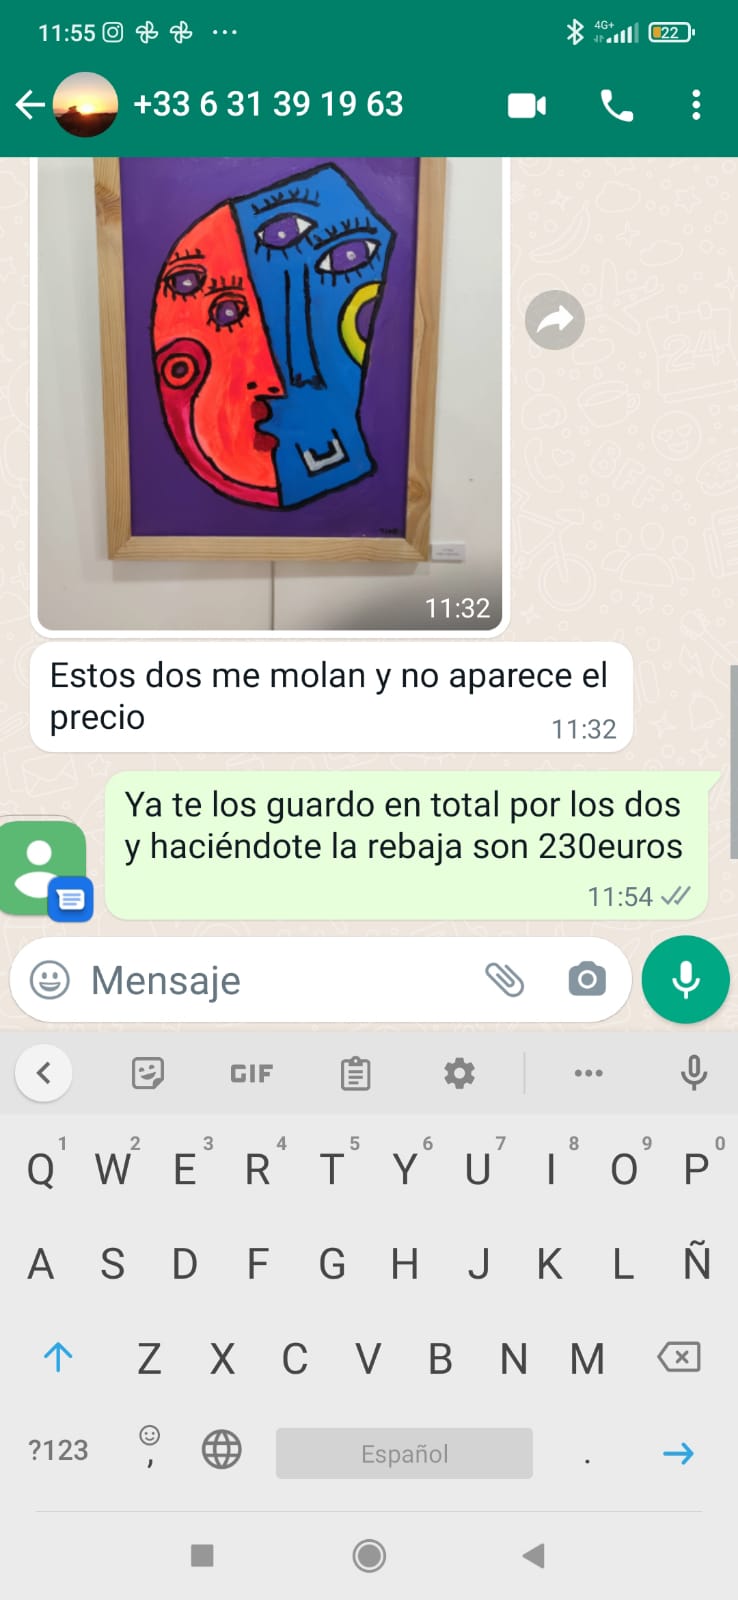 11:55
4G+
22
+33 6 31 39 19 63
11:32
Estos dos me molan y no aparece el
precio
11:32
Ya te los guardo en total por los dos
y haciéndote la rebaja son 230euros
11:54
Mensaje
GIF
1 2 3 4 5 6 7 8 9 0
Q W E R T Y U I O P
A S D F G H J K L Ñ
Z X C V B N M
?123 , Español .